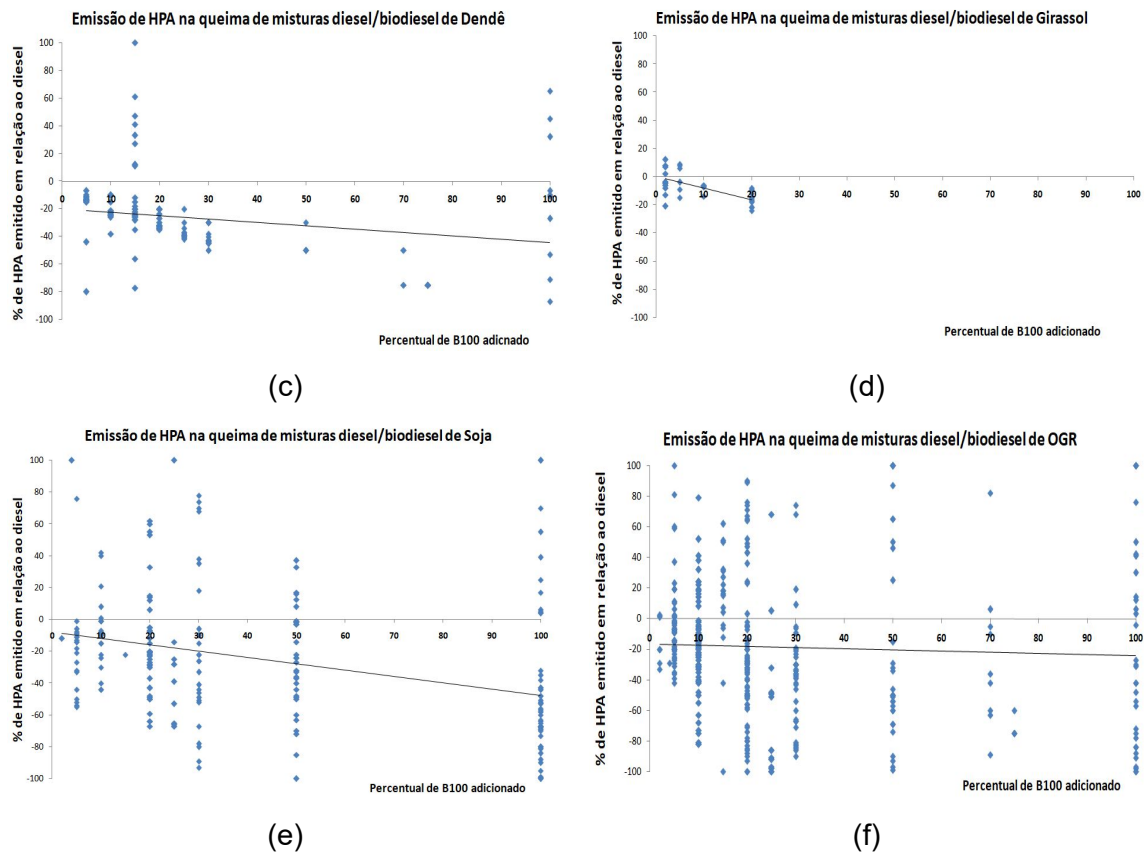 Emissão de HPA na queima de misturas diesel/biodiesel de Dendê
% de HPA emitido em relação ao diesel
100
80
60
40
20
0
-20
-40
-60
-80
-100
0 10 20 30 40 50 60 70 80 90 100
Percentual de B100 adicnado
(c)
Emissão de HPA na queima de misturas diesel/biodiesel de Girassol
% de HPA emitido em relação ao diesel
100
80
60
40
20
0
-20
-40
-60
-80
-100
0 10 20 30 40 50 60 70 80 90 100
Percentual de B100 adicionado
(d)
Emissão de HPA na queima de misturas diesel/biodiesel de Soja
% de HPA emitido em relação ao diesel
100
80
60
40
20
0
-20
-40
-60
-80
-100
0 10 20 30 40 50 60 70 80 90 100
Percentual de B100 adicionado
(e)
Emissão de HPA na queima de misturas diesel/biodiesel de OGR
% de HPA emitido em relação ao diesel
100
80
60
40
20
0
-20
-40
-60
-80
-100
0 10 20 30 40 50 60 70 80 90 100
Percentual de B100 adicionado
(f)